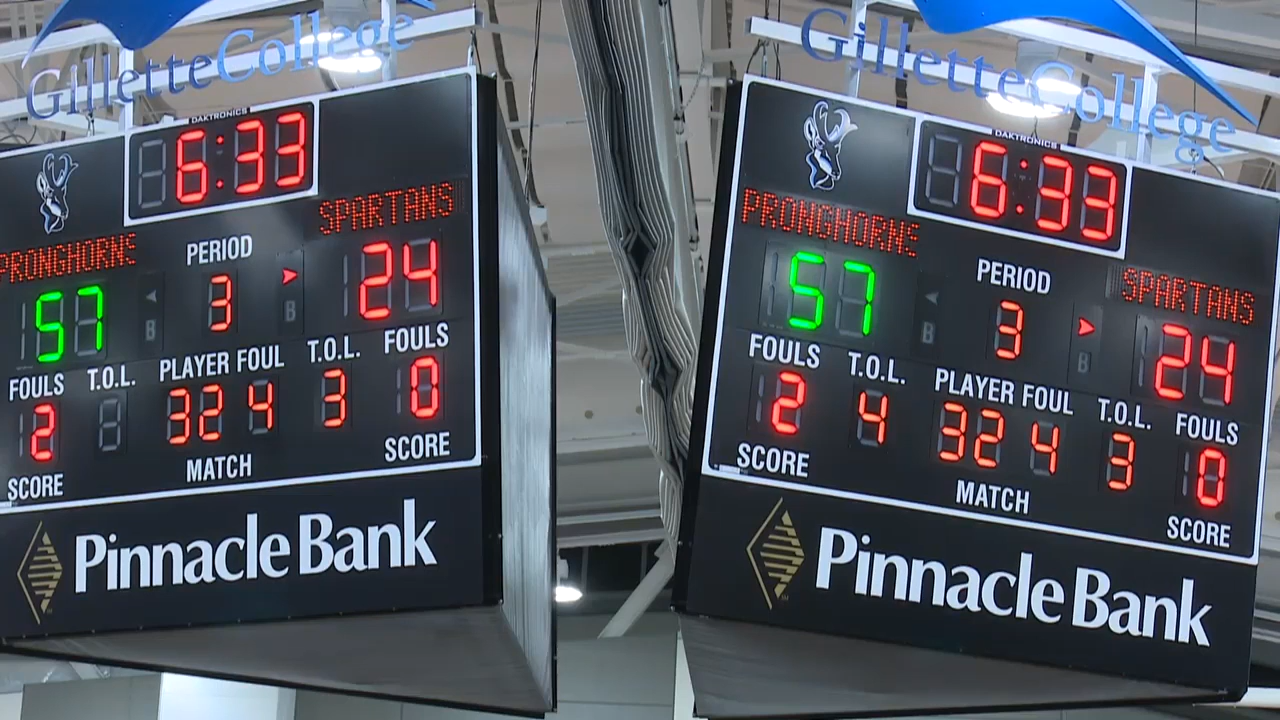 GilletteCollege
DAKTRONICS
6:33
PRONGHORNS
SPARTANS
PERIOD
57
3
24
B
B
FOULS
T.O.L.
PLAYER FOUL
T.O.L.
FOULS
2
32 4
3
0
SCORE
MATCH
SCORE
Pinnacle Bank
GilletteCollege
DAKTRONICS
6:33
PRONGHORNS
SPARTANS
PERIOD
57
3
24
B
B
FOULS
T.O.L.
PLAYER FOUL
T.O.L.
FOULS
2
4
32 4
3
0
SCORE
MATCH
SCORE
Pinnacle Bank